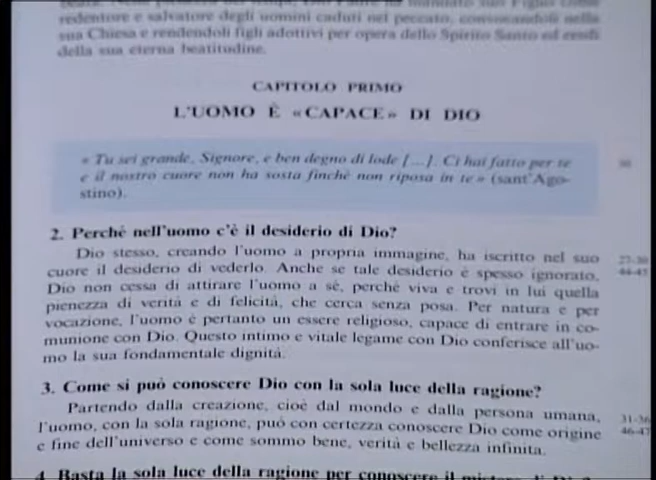 redentore e salvatore degli uomini caduti nel peccato, convocandoli nella
sua Chiesa e rendendoli figli adottivi per opera dello Spirito Santo ed eredi
della sua eterna beatitudine.
CAPITOLO PRIMO
L'UOMO È «CAPACE» DI DIO
« Tu sei grande, Signore, e ben degno di lode [...]. Ci hai fatto per te
e il nostro cuore non ha sosta finché non riposa in te » (sant'Ago-
stino).
30
2. Perché nell'uomo c'è il desiderio di Dio?
Dio stesso, creando l'uomo a propria immagine, ha iscritto nel suo
cuore il desiderio di vederlo. Anche se tale desiderio è spesso ignorato,
Dio non cessa di attirare l'uomo a sé, perché viva e trovi in lui quella
pienezza di verità e di felicità, che cerca senza posa. Per natura e per
vocazione, l'uomo è pertanto un essere religioso, capace di entrare in co-
munione con Dio. Questo intimo e vitale legame con Dio conferisce all'uo-
mo la sua fondamentale dignità.
27-30
44-45
3. Come si può conoscere Dio con la sola luce della ragione?
Partendo dalla creazione, cioè dal mondo e dalla persona umana,
l'uomo, con la sola ragione, può con certezza conoscere Dio come origine
e fine dell'universo e come sommo bene, verità e bellezza infinita.
31-36
46-47
4. Basta la sola luce della ragione per conoscere il mistero di Dio?